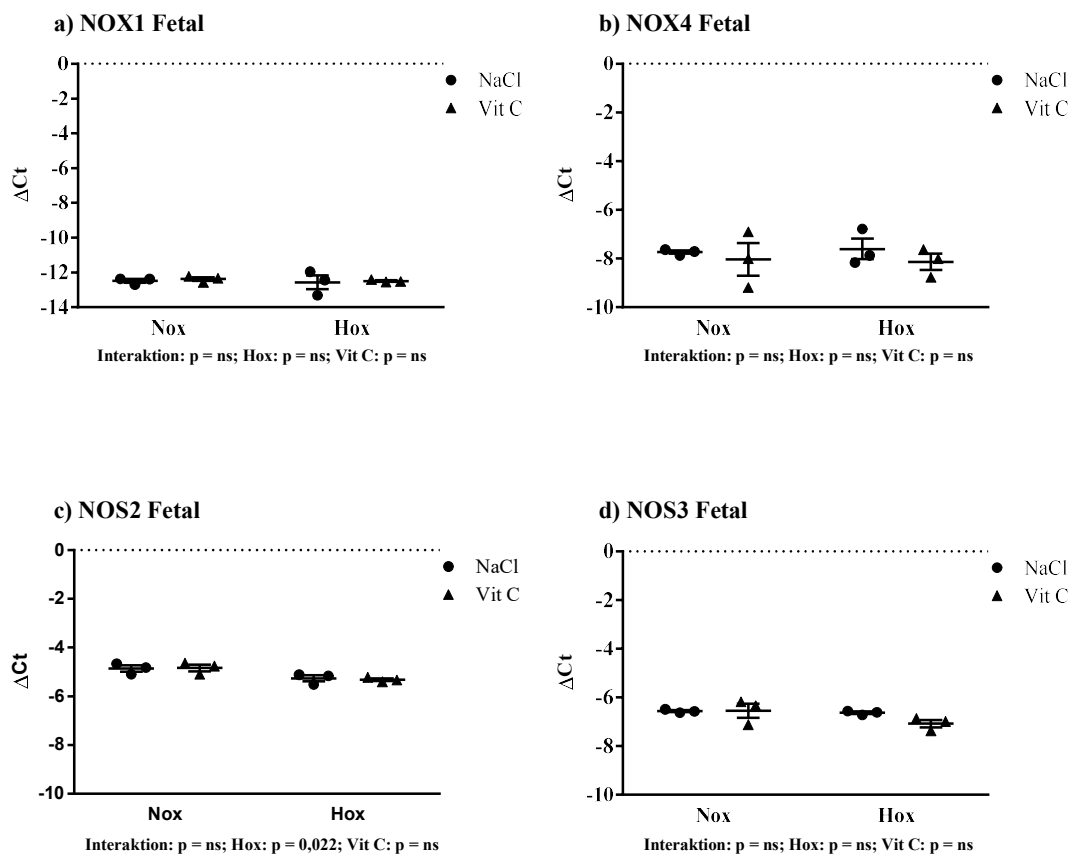 a) NOX1 Fetal
0
-2
-4
-6
-8
-10
-12
-14
ΔCt
NaCl
Vit C
Nox Hox
Interaktion: p = ns; Hox: p = ns; Vit C: p = ns
b) NOX4 Fetal
0
-2
-4
-6
-8
-10
ΔCt
NaCl
Vit C
Nox Hox
Interaktion: p = ns; Hox: p = ns; Vit C: p = ns
c) NOS2 Fetal
0
-2
-4
-6
-8
-10
ΔCt
NaCl
Vit C
Nox Hox
Interaktion: p = ns; Hox: p = 0,022; Vit C: p = ns
d) NOS3 Fetal
0
-2
-4
-6
-8
-10
ΔCt
NaCl
Vit C
Nox Hox
Interaktion: p = ns; Hox: p = ns; Vit C: p = ns